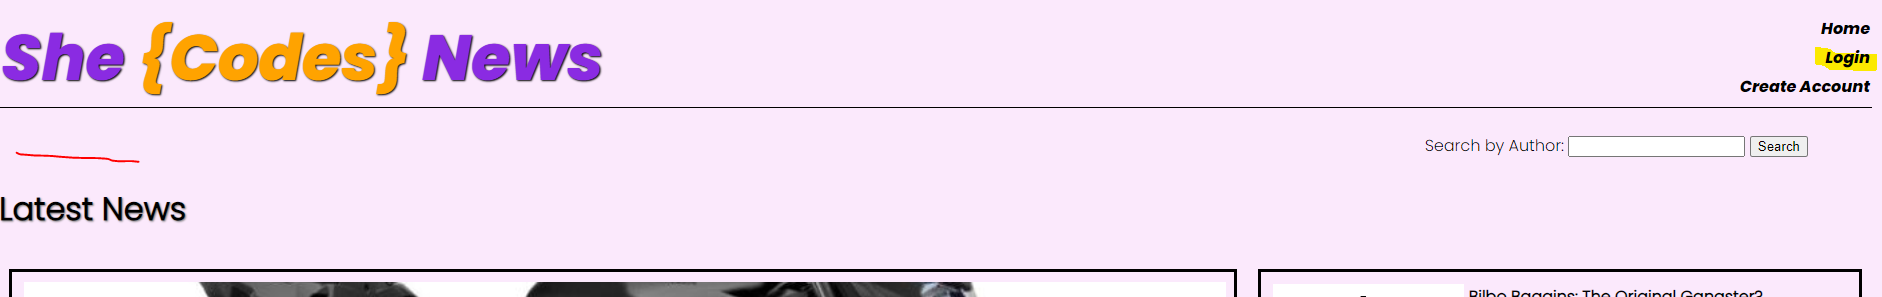 She {Codes} News
Home
Login
Create Account
Search by Author:
Search
Latest News
Bilbo Baggins: The Original Gangster?